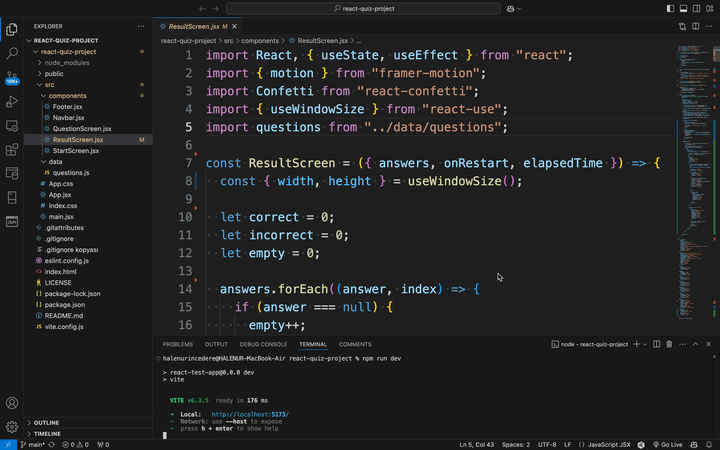 react-quiz-project
EXPLORER
REACT-QUIZ-PROJECT
react-quiz-project
node_modules
public
src
components
Footer.jsx
Navbar.jsx
QuestionScreen.jsx
ResultScreen.jsx M
StartScreen.jsx
data
questions.js
App.css
App.jsx
index.css
main.jsx
.gitattributes
.gitignore
.gitignore kopyası
eslint.config.js
index.html
LICENSE
package-lock.json
package.json
README.md
vite.config.js
OUTLINE
TIMELINE
10K+
ResultScreen.jsx M
react-quiz-project > src > components > ResultScreen.jsx > ...
1 import React, { useState, useEffect } from "react";
2 import { motion } from "framer-motion";
3 import Confetti from "react-confetti";
4 import { useWindowSize } from "react-use";
5 import questions from "../data/questions";
6
7 const ResultScreen = ({ answers, onRestart, elapsedTime }) => {
8 const { width, height } = useWindowSize();
9
10 let correct = 0;
11 let incorrect = 0;
12 let empty = 0;
13
14 answers.forEach((answer, index) => {
15 if (answer === null) {
16 empty++;
PROBLEMS OUTPUT DEBUG CONSOLE TERMINAL COMMENTS
node - react-quiz-project
halenurincedere@HALENUR-MacBook-Air react-quiz-project % npm run dev
> react-test-app@0.0.0 dev
> vite
VITE v6.3.5 ready in 176 ms
➜ Local: http://localhost:5173/
➜ Network: use --host to expose
➜ press h + enter to show help
main* 0 0 0 Ln 5, Col 43 Spaces: 2 UTF-8 LF {} JavaScript JSX Go Live